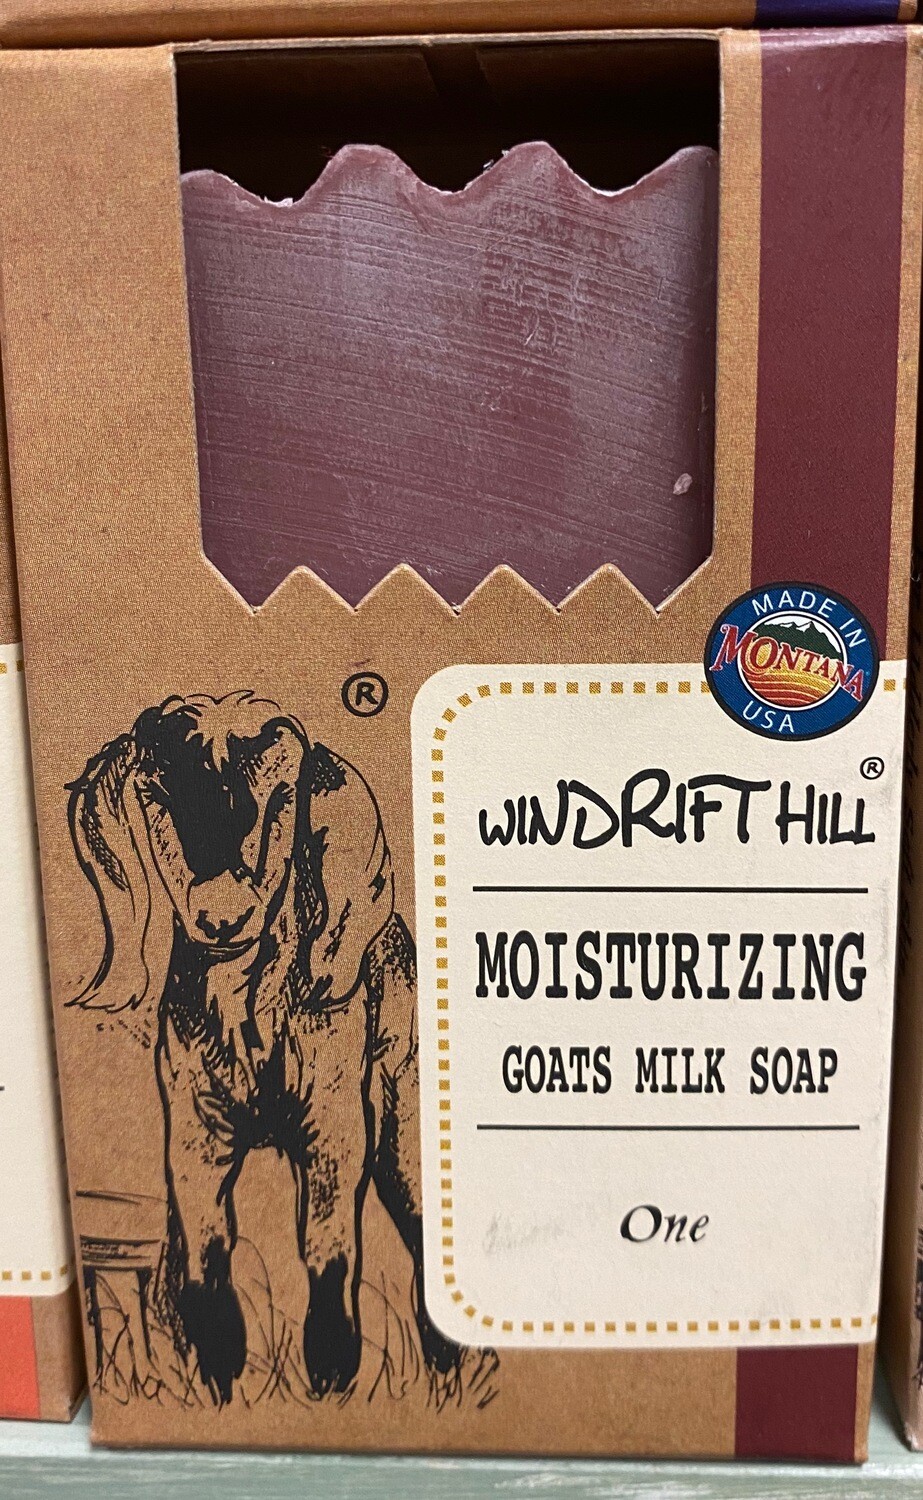 ®
MADE IN
MONTANA
USA
WINDRIFT HILL®
MOISTURIZING
GOATS MILK SOAP
One